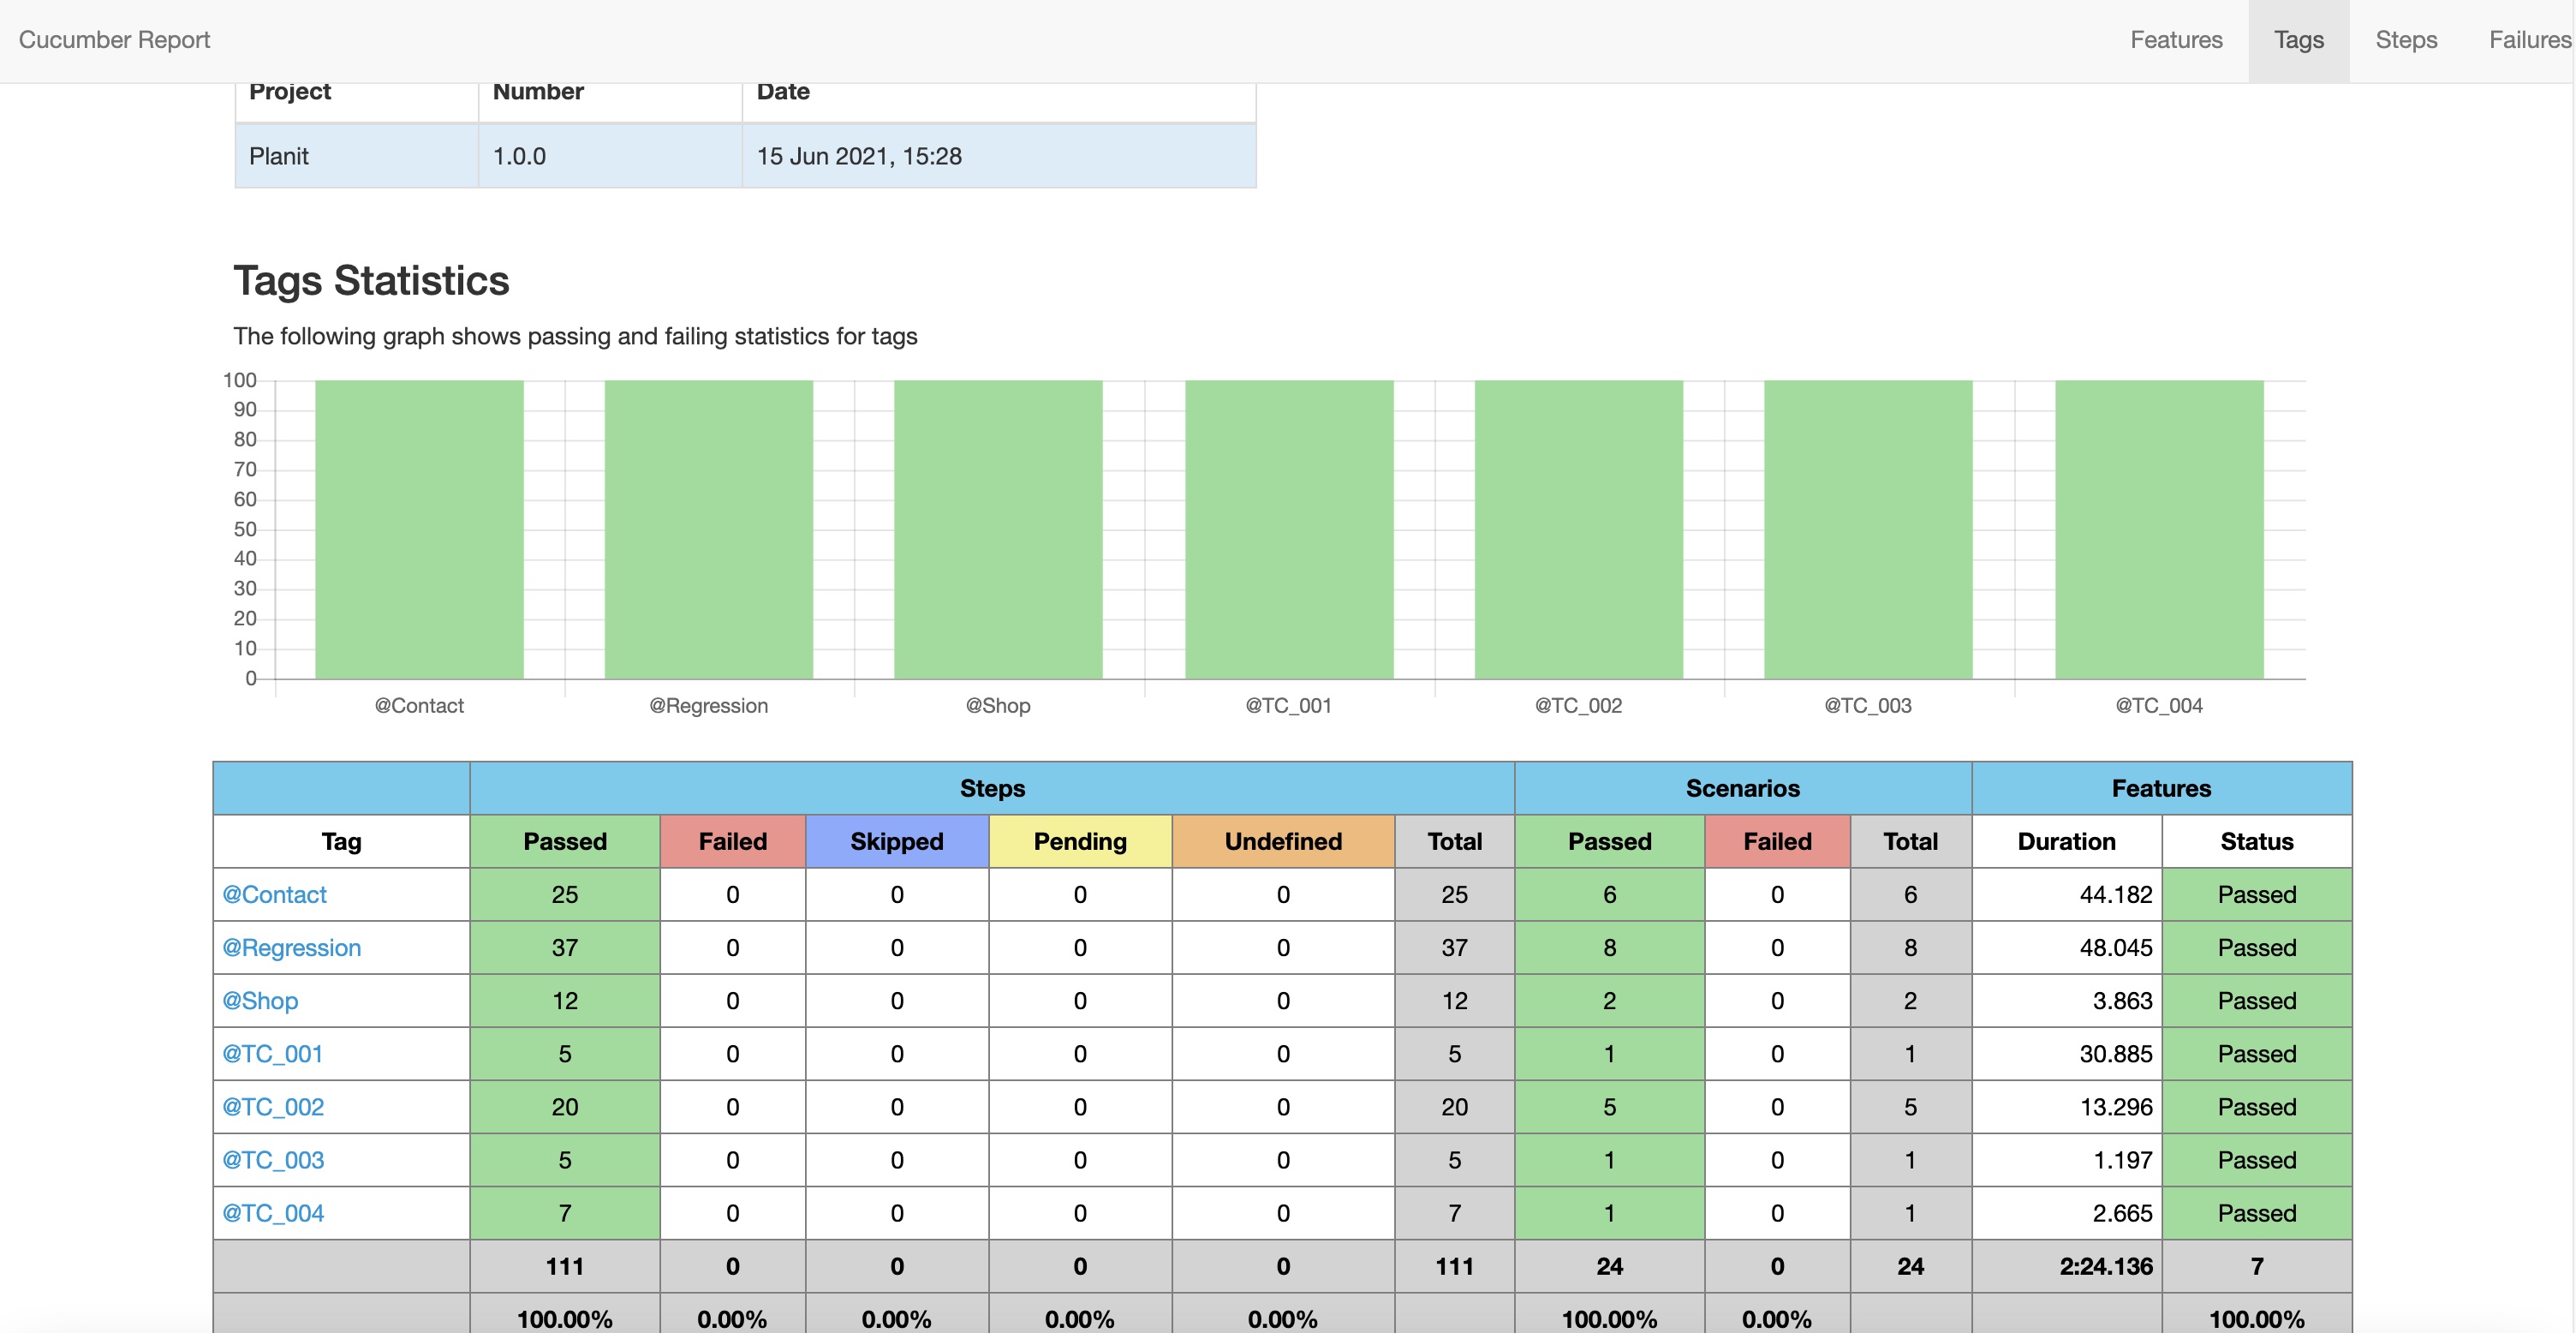 Cucumber Report Features Tags Steps Failures
Project Number Date
Planit 1.0.0 15 Jun 2021, 15:28
Tags Statistics
The following graph shows passing and failing statistics for tags
100
90
80
70
60
50
40
30
20
10
0
@Contact @Regression @Shop @TC_001 @TC_002 @TC_003 @TC_004
Steps Scenarios Features
Tag Passed Failed Skipped Pending Undefined Total Passed Failed Total Duration Status
@Contact 25 0 0 0 0 25 6 0 6 44.182 Passed
@Regression 37 0 0 0 0 37 8 0 8 48.045 Passed
@Shop 12 0 0 0 0 12 2 0 2 3.863 Passed
@TC_001 5 0 0 0 0 5 1 0 1 30.885 Passed
@TC_002 20 0 0 0 0 20 5 0 5 13.296 Passed
@TC_003 5 0 0 0 0 5 1 0 1 1.197 Passed
@TC_004 7 0 0 0 0 7 1 0 1 2.665 Passed
111 0 0 0 0 111 24 0 24 2:24.136 7
100.00% 0.00% 0.00% 0.00% 0.00% 100.00% 0.00% 100.00%